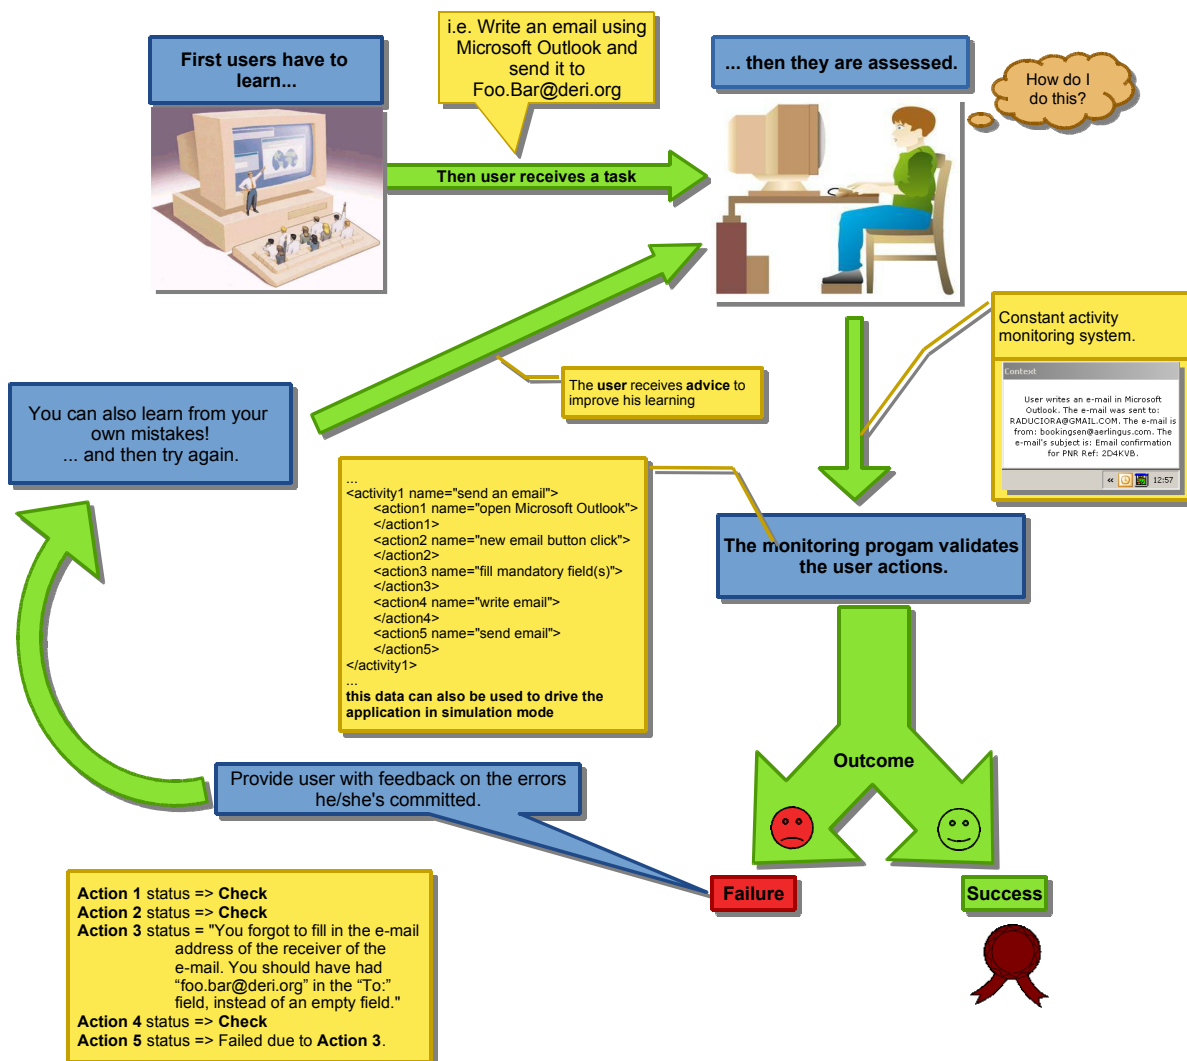 First users have to
learn...
i.e. Write an email using
Microsoft Outlook and
send it to
Foo.Bar@deri.org
... then they are assessed.
How do I
do this?
Then user receives a task
Constant activity
monitoring system.
Context
User writes an e-mail in Microsoft
Outlook. The e-mail was sent to:
RADUCIORA@GMAIL.COM. The e-mail is
from: bookingsen@aerlingus.com. The
e-mail's subject is: Email confirmation
for PNR Ref: 2D4KVB.
« 12:57
The user receives advice to
improve his learning
You can also learn from your
own mistakes!
... and then try again.
...
<activity1 name="send an email">
<action1 name="open Microsoft Outlook">
</action1>
<action2 name="new email button click">
</action2>
<action3 name="fill mandatory field(s)">
</action3>
<action4 name="write email">
</action4>
<action5 name="send email">
</action5>
</activity1>
...
this data can also be used to drive the
application in simulation mode
The monitoring progam validates
the user actions.
Outcome
Provide user with feedback on the errors
he/she's committed.
Failure
Success
Action 1 status => Check
Action 2 status => Check
Action 3 status = "You forgot to fill in the e-mail
address of the receiver of the
e-mail. You should have had
“foo.bar@deri.org” in the “To:”
field, instead of an empty field."
Action 4 status => Check
Action 5 status => Failed due to Action 3.